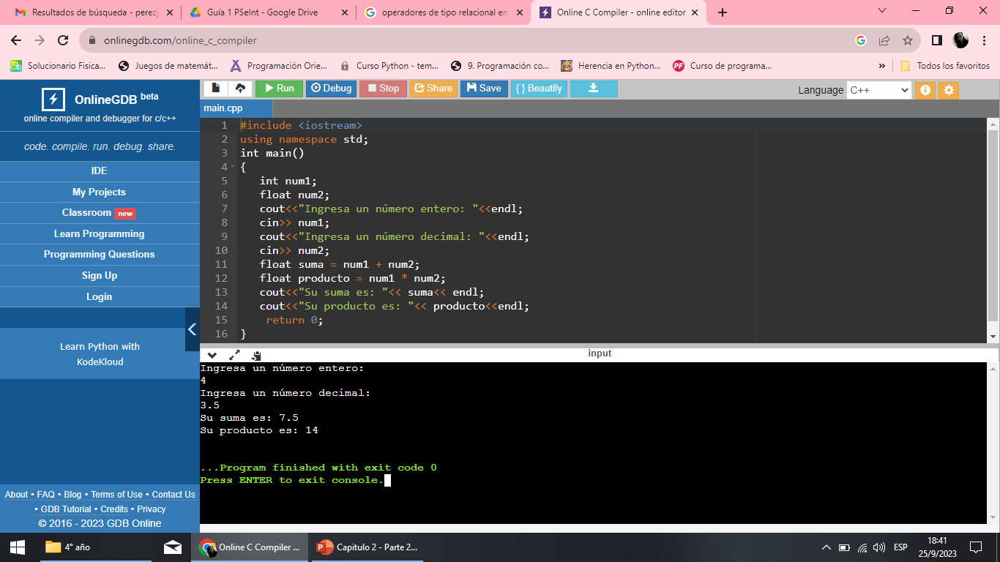 Resultados de búsqueda - perezj
Guía 1 PSeInt - Google Drive
operadores de tipo relacional en
Online C Compiler - online editor
onlinegdb.com/online_c_compiler
Solucionario Fisica...
Juegos de matemát...
Programación Orie...
Curso Python - tem...
9. Programación co...
Herencia en Python...
Curso de programa...
»
Todos los favoritos
OnlineGDB beta
online compiler and debugger for c/c++
code. compile. run. debug. share.
IDE
My Projects
Classroom new
Learn Programming
Programming Questions
Sign Up
Login
Learn Python with
KodeKloud
About • FAQ • Blog • Terms of Use • Contact Us
• GDB Tutorial • Credits • Privacy
© 2016 - 2023 GDB Online
Run Debug Stop Share Save { } Beautify
Language C++
main.cpp
1 #include <iostream>
2 using namespace std;
3 int main()
4 {
5 int num1;
6 float num2;
7 cout<<"Ingresa un número entero: "<<endl;
8 cin>> num1;
9 cout<<"Ingresa un número decimal: "<<endl;
10 cin>> num2;
11 float suma = num1 + num2;
12 float producto = num1 * num2;
13 cout<<"Su suma es: "<< suma<< endl;
14 cout<<"Su producto es: "<< producto<<endl;
15 return 0;
16 }
input
Ingresa un número entero:
4
Ingresa un número decimal:
3.5
Su suma es: 7.5
Su producto es: 14
...Program finished with exit code 0
Press ENTER to exit console.
4° año
Online C Compiler ...
Capitulo 2 - Parte 2...
ESP
18:41
25/9/2023